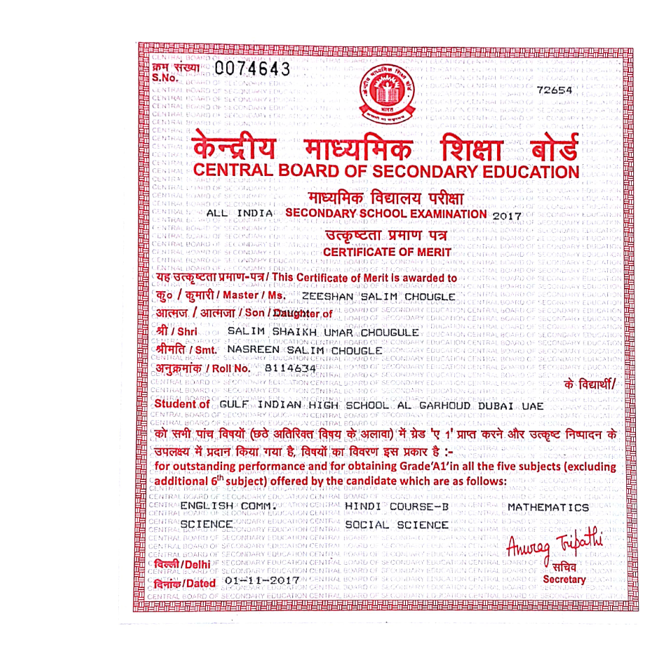 क्रम संख्या
S.No. 0074643
72654
भारत
केन्द्रीय माध्यमिक शिक्षा बोर्ड
CENTRAL BOARD OF SECONDARY EDUCATION
माध्यमिक विद्यालय परीक्षा
ALL INDIA SECONDARY SCHOOL EXAMINATION 2017
उत्कृष्टता प्रमाण पत्र
CERTIFICATE OF MERIT
यह उत्कृष्टता प्रमाण-पत्र / This Certificate of Merit is awarded to
कु० / कुमारी / Master / Ms. ZEESHAN SALIM CHOUGLE
आत्मज / आत्मजा / Son / Daughter of
श्री / Shri SALIM SHAIKH UMAR CHOUGULE
श्रीमति / Smt. NASREEN SALIM CHOUGLE
अनुक्रमांक / Roll No. 8114634
के विद्यार्थी/
Student of GULF INDIAN HIGH SCHOOL AL GARHOUD DUBAI UAE
को सभी पांच विषयों (छठे अतिरिक्त विषय के अलावा) में ग्रेड 'ए 1' प्राप्त करने और उत्कृष्ट निष्पादन के
उपलक्ष्य में प्रदान किया गया है, विषयों का विवरण इस प्रकार है :-
for outstanding performance and for obtaining Grade'A1'in all the five subjects (excluding
additional 6th subject) offered by the candidate which are as follows:
ENGLISH COMM. HINDI COURSE-B MATHEMATICS
SCIENCE SOCIAL SCIENCE
Anurag Tripathi
दिल्ली/Delhi सचिव
Secretary
दिनांक/Dated 01-11-2017